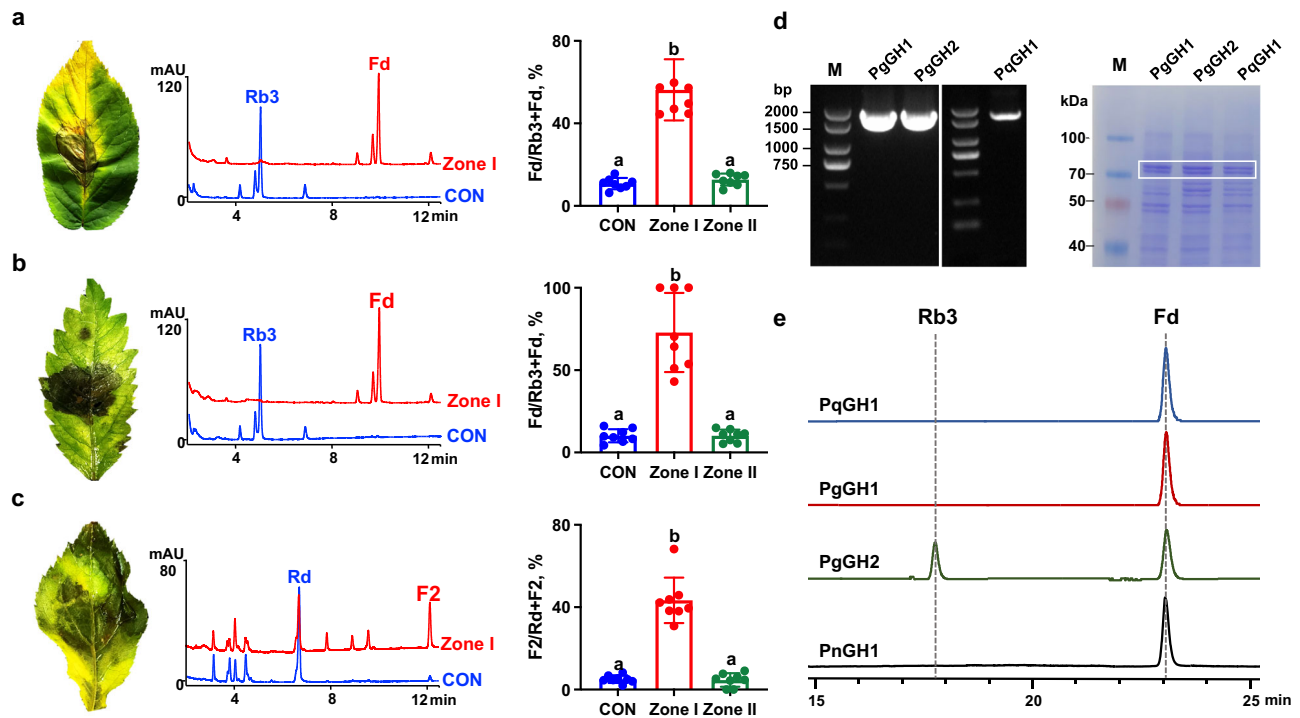 a
mAU
120
0
Rb3
Fd
Zone I
CON
4
8
12 min
Fd/Rb3+Fd, %
80
40
0
a
b
a
CON
Zone I
Zone II
b
mAU
120
0
Rb3
Fd
Zone I
CON
4
8
12 min
Fd/Rb3+Fd, %
100
50
0
a
b
a
CON
Zone I
Zone II
c
mAU
80
0
Rd
F2
Zone I
CON
4
8
12 min
F2/Rd+F2, %
80
40
0
a
b
a
CON
Zone I
Zone II
d
M
PgGH1
PgGH2
PqGH1
bp
2000
1500
1000
750
M
PgGH1
PgGH2
PqGH1
kDa
100-
70-
50-
40-
e
Rb3
Fd
PqGH1
PgGH1
PgGH2
PnGH1
15
20
25 min